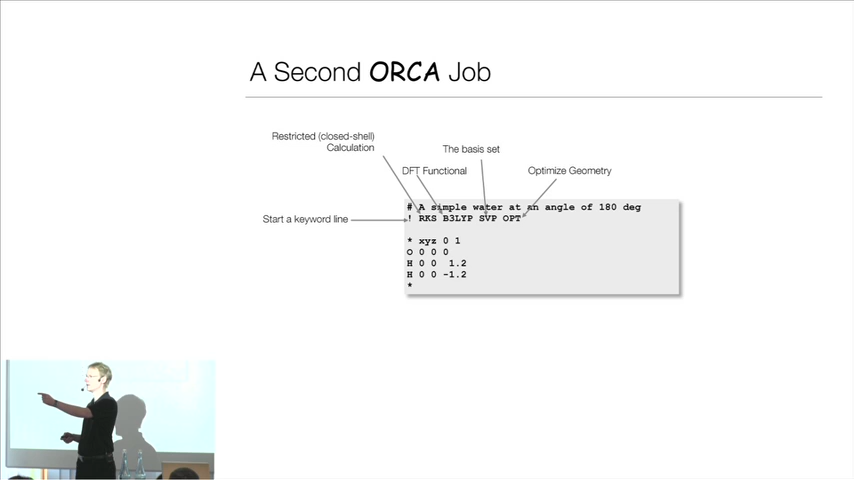 A Second ORCA Job
Restricted (closed-shell)
Calculation
The basis set
DFT Functional
Optimize Geometry
Start a keyword line
# A simple water at an angle of 180 deg
! RKS B3LYP SVP OPT
* xyz 0 1
O 0 0 0
H 0 0 1.2
H 0 0 -1.2
*